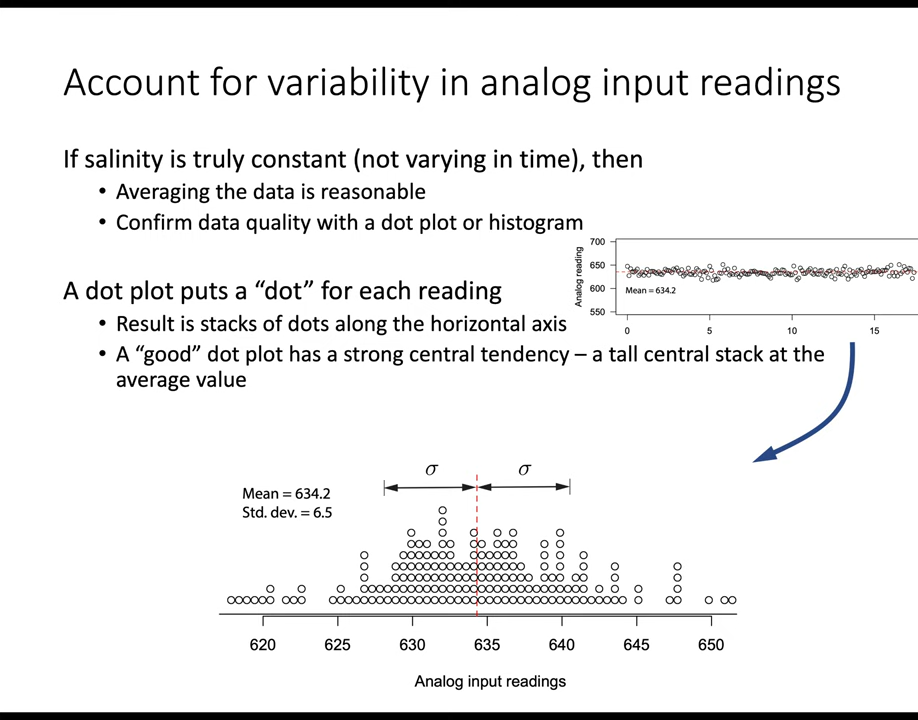 Account for variability in analog input readings
If salinity is truly constant (not varying in time), then
• Averaging the data is reasonable
• Confirm data quality with a dot plot or histogram
A dot plot puts a “dot” for each reading
• Result is stacks of dots along the horizontal axis
• A “good” dot plot has a strong central tendency – a tall central stack at the
average value
Analog reading
700
650
600
550
Mean = 634.2
0 5 10 15
σ σ
Mean = 634.2
Std. dev. = 6.5
620 625 630 635 640 645 650
Analog input readings